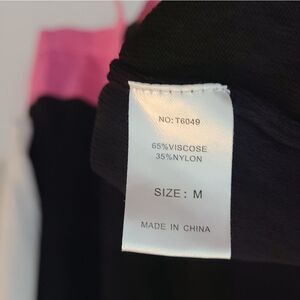 NO:T6049
65%VISCOSE
35%NYLON
SIZE: M
MADE IN CHINA